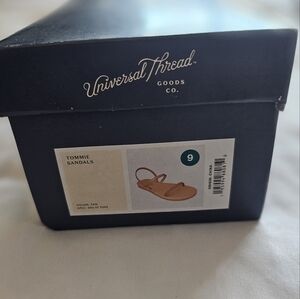 Universal Thread
GOODS
CO.
TOMMIE
SANDALS
9